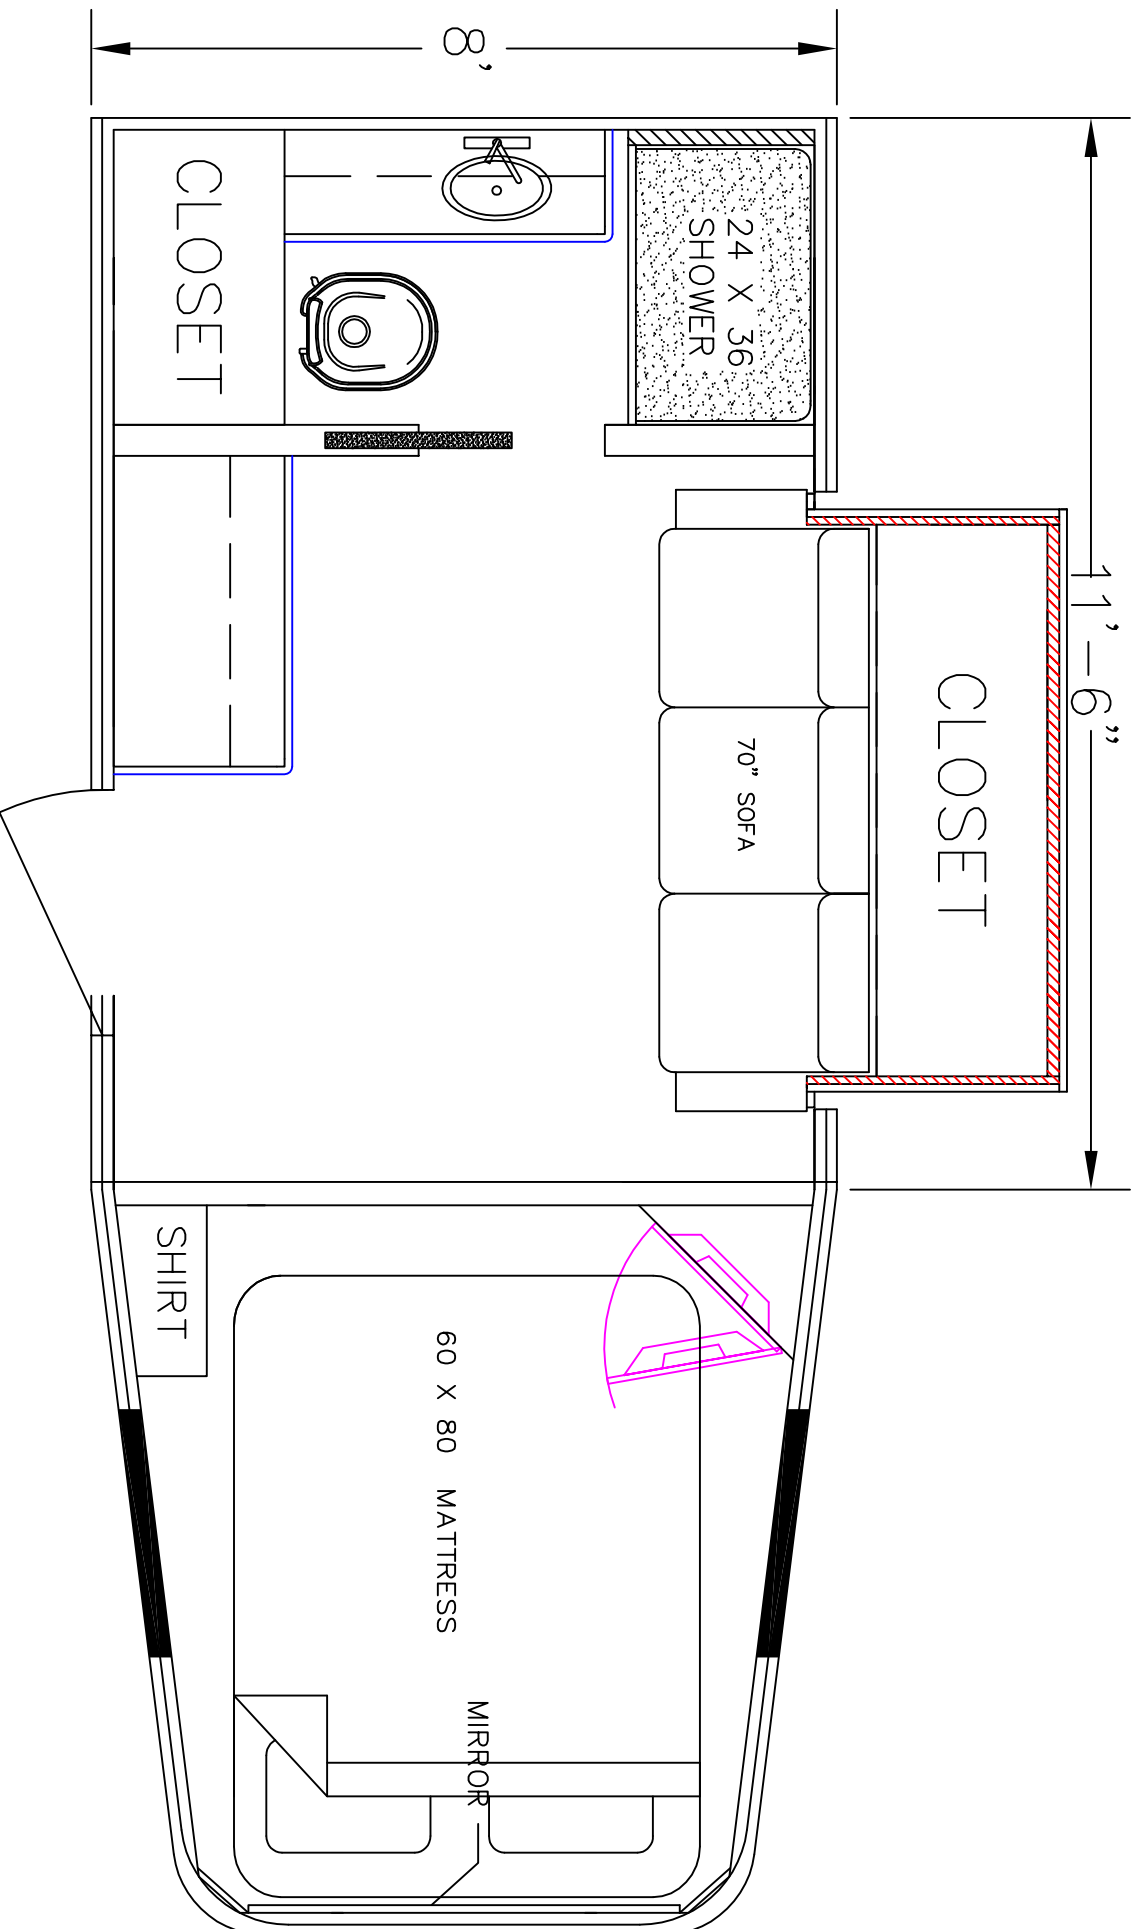 8’
11’–6”
CLOSET
24 X 36
SHOWER
CLOSET
70” SOFA
SHIRT
60 X 80 MATTRESS
MIRROR